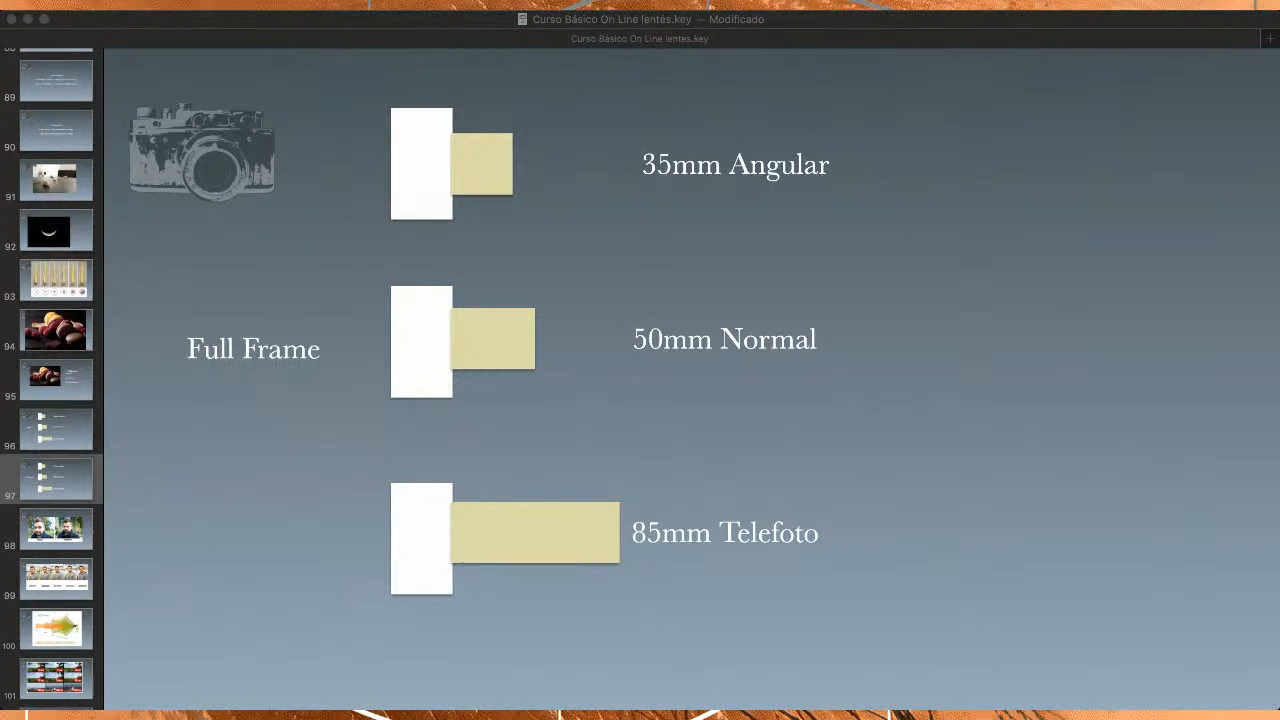 Curso Básico On Line lentes.key — Modificado
Curso Básico On Line lentes.key
35mm Angular
Full Frame
50mm Normal
85mm Telefoto
89
90
91
92
93
94
95
96
97
98
99
100
101